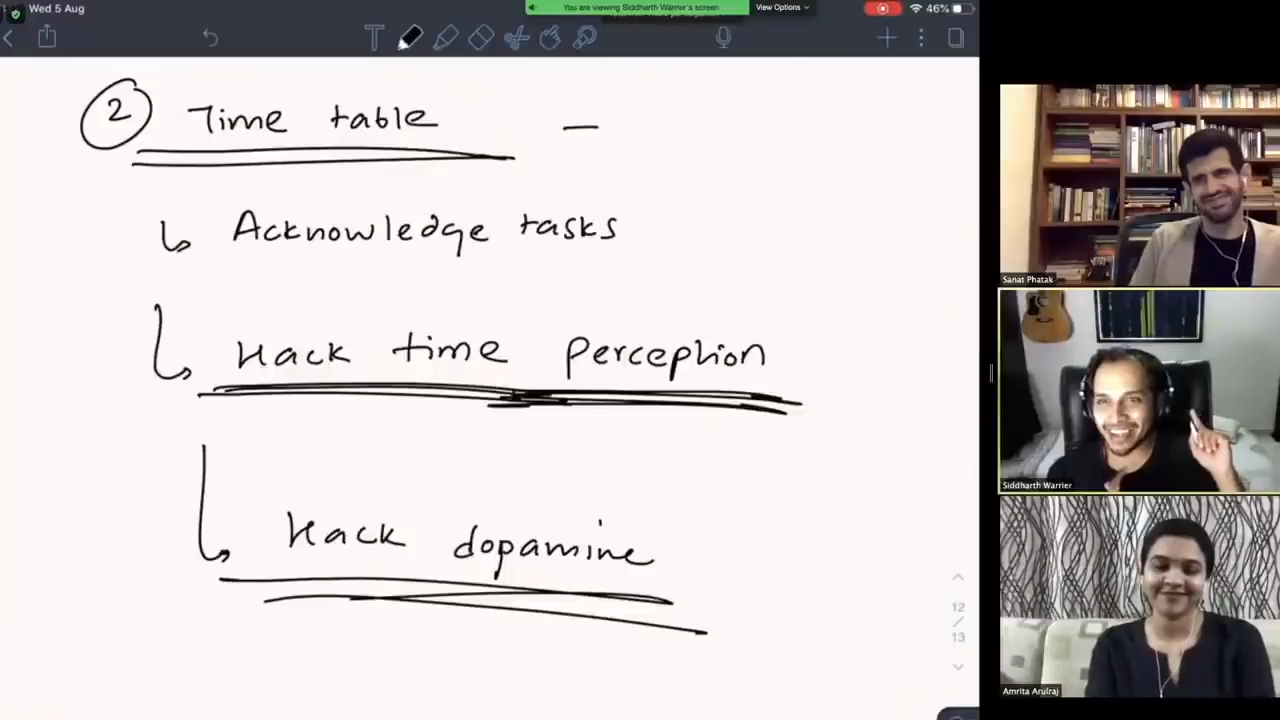 Wed 5 Aug
You are viewing Siddharth Warrier's screen
View Options
46%
2 Time table —
↳ Acknowledge tasks
↳ Hack time perception
↳ Hack dopamine
12
/
13
Sanat Phatak
Siddharth Warrier
Amrita Arulraj